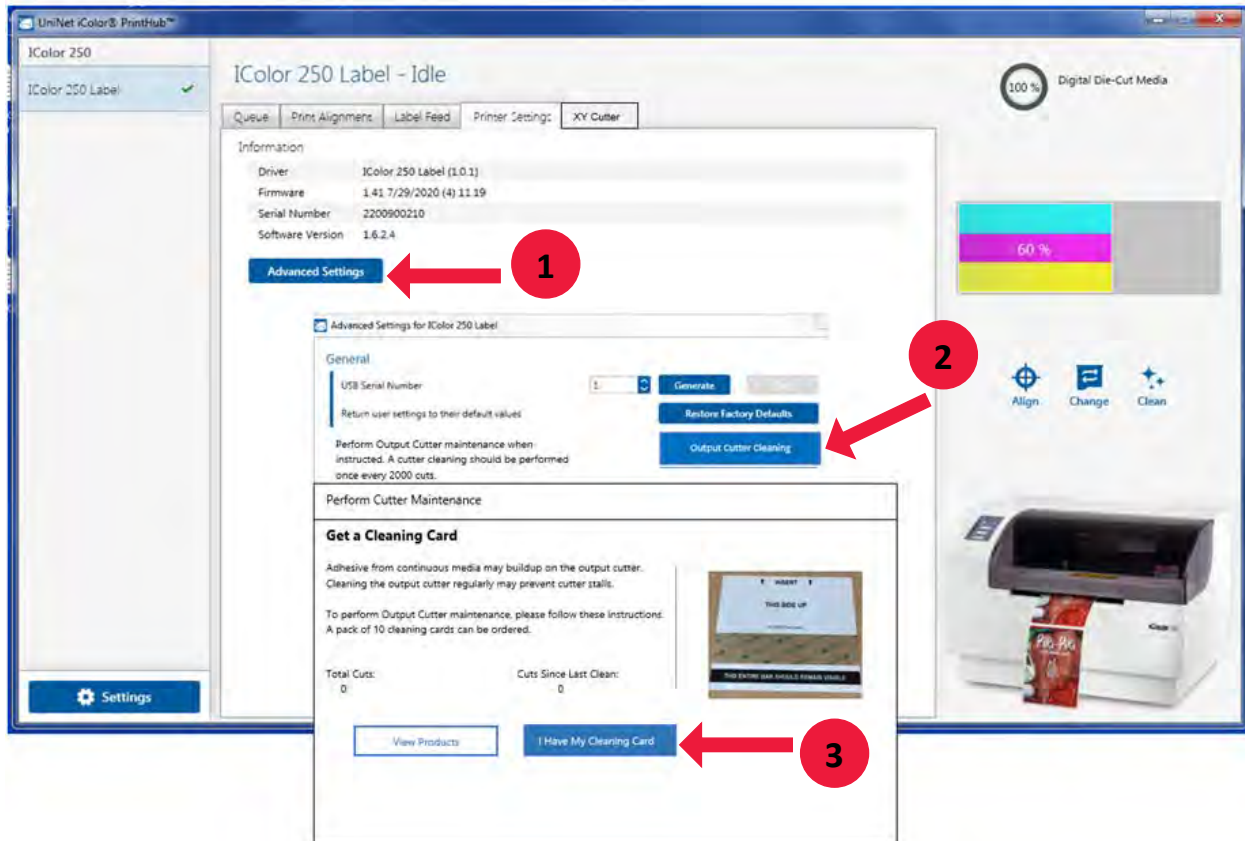 UniNet iColor® PrintHub™
IColor 250
IColor 250 Label
IColor 250 Label - Idle
Queue
Print Alignment
Label Feed
Printer Settings
XY Cutter
Information
Driver IColor 250 Label (1.0.1)
Firmware 1.41 7/29/2020 (4) 11:19
Serial Number 2200900210
Software Version 1.6.2.4
Advanced Settings
1
Advanced Settings for IColor 250 Label
General
USB Serial Number 1 Generate
Return user settings to their default values Restore Factory Defaults
Perform Output Cutter maintenance when
instructed. A cutter cleaning should be performed
once every 2000 cuts.
Output Cutter Cleaning
2
Perform Cutter Maintenance
Get a Cleaning Card
Adhesive from continuous media may buildup on the output cutter.
Cleaning the output cutter regularly may prevent cutter stalls.
To perform Output Cutter maintenance, please follow these instructions.
A pack of 10 cleaning cards can be ordered.
INSERT
THIS SIDE UP
THIS ENTIRE BAR SHOULD REMAIN VISIBLE
Total Cuts: Cuts Since Last Clean:
0 0
View Products
I Have My Cleaning Card
3
100 %
Digital Die-Cut Media
60 %
Align
Change
Clean
Settings